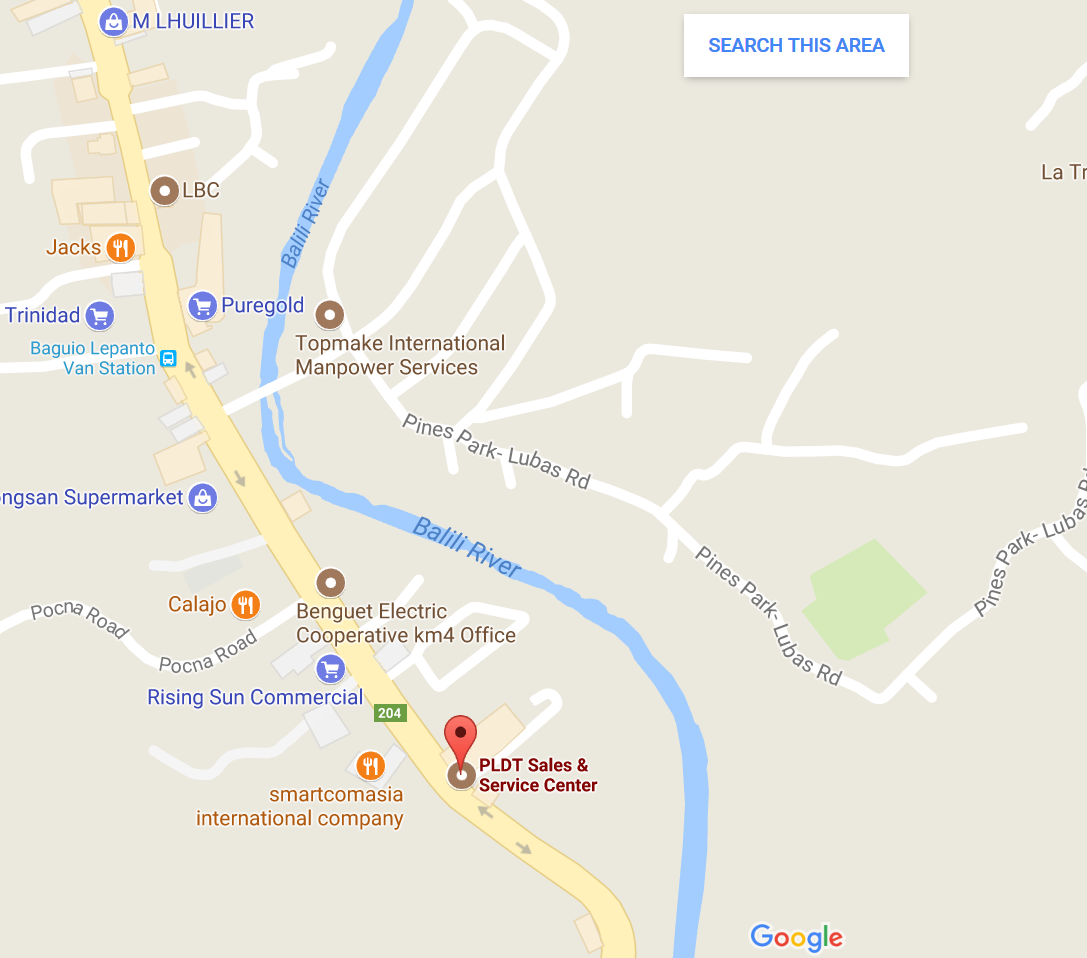 M LHUILLIER
SEARCH THIS AREA
La Tr
LBC
Balili River
Jacks
Puregold
Trinidad
Baguio Lepanto
Van Station
Topmake International
Manpower Services
Pines Park- Lubas Rd
ongsan Supermarket
Balili River
Pines Park- Lubas Rd
Pines Park- Lubas Rd
Calajo
Benguet Electric
Cooperative km4 Office
Pocna Road
Pocna Road
Rising Sun Commercial
204
PLDT Sales &
Service Center
smartcomasia
international company
Google